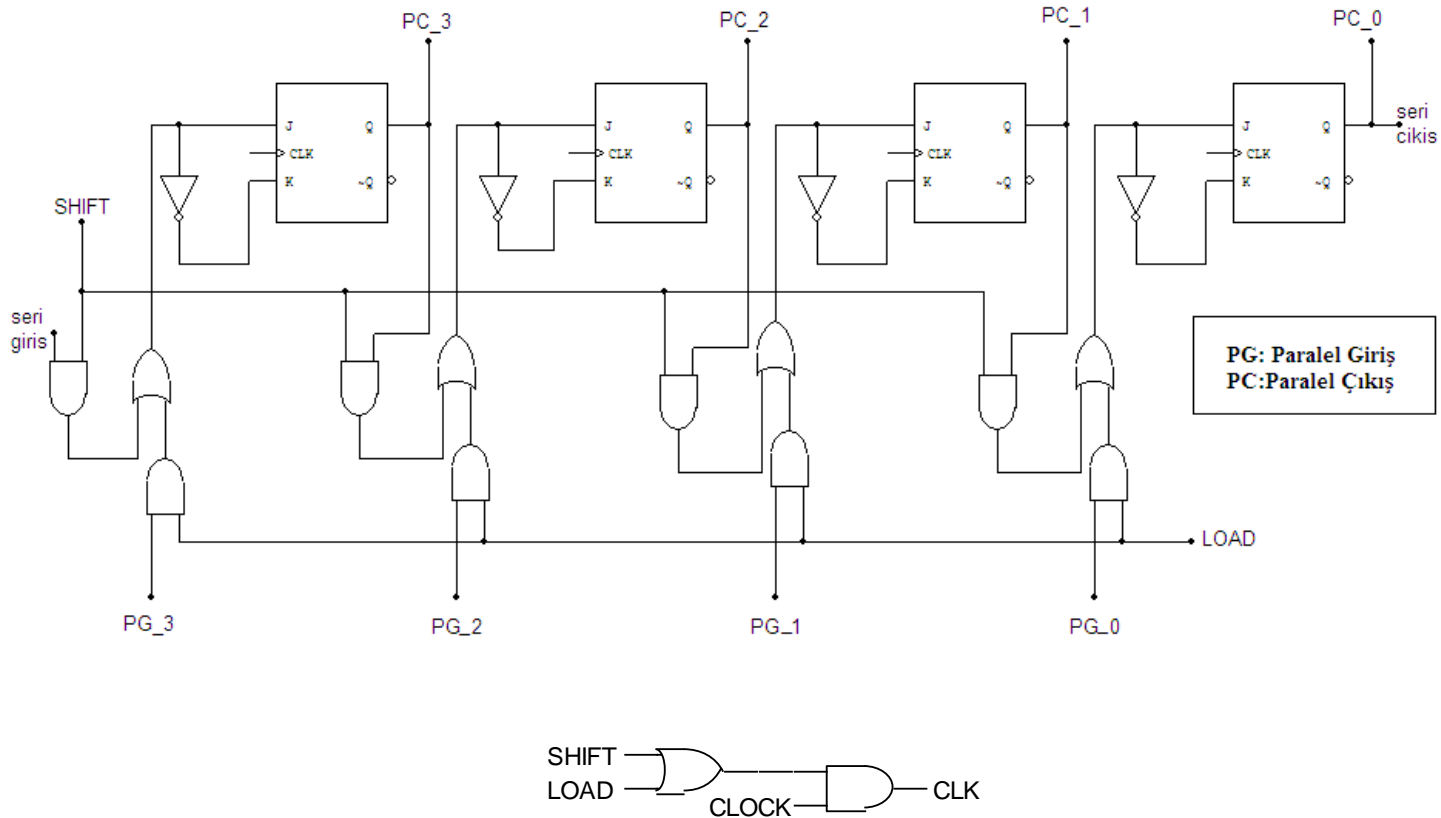 PC_3
PC_2
PC_1
PC_0
J
Q
CLK
K
~Q
J
Q
CLK
K
~Q
J
Q
CLK
K
~Q
J
Q
CLK
K
~Q
seri
cikis
SHIFT
seri
giris
PG: Paralel Giriş
PC:Paralel Çıkış
LOAD
PG_3
PG_2
PG_1
PG_0
SHIFT
LOAD
CLOCK
CLK